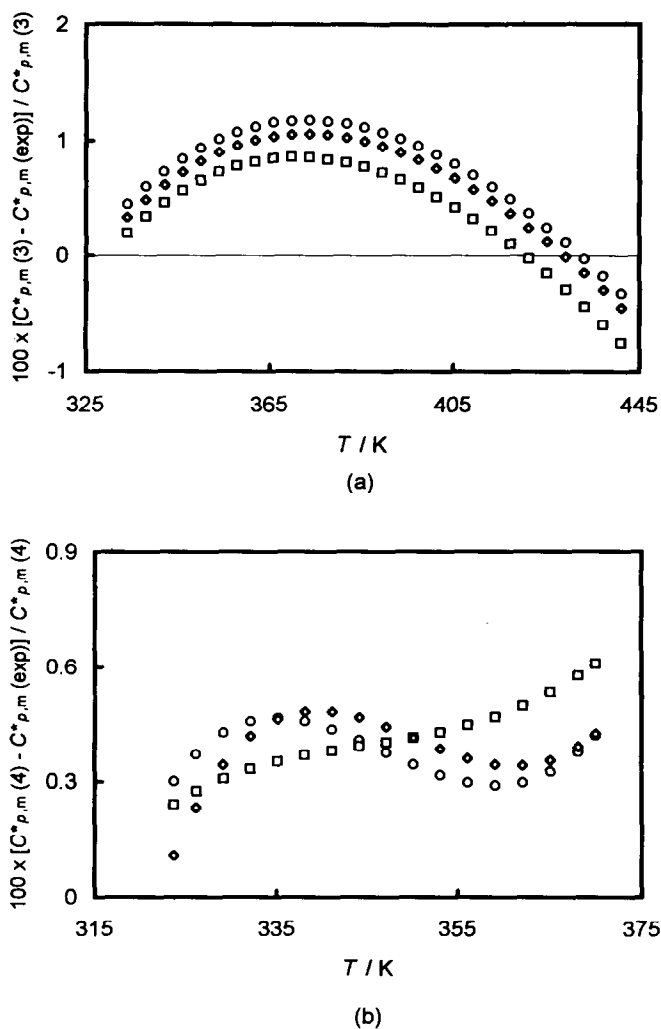 100 x [C*p,m (3) - C*p,m (exp)] / C*p,m (3)
2
1
0
-1
325
365
405
445
T / K
(a)
100 x [C*p,m (4) - C*p,m (exp)] / C*p,m (4)
0.9
0.6
0.3
0
315
335
355
375
T / K
(b)